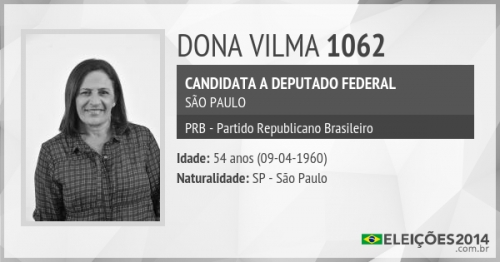 DONA VILMA 1062
CANDIDATA A DEPUTADO FEDERAL
SÃO PAULO
PRB - Partido Republicano Brasileiro
Idade: 54 anos (09-04-1960)
Naturalidade: SP - São Paulo
ELEIÇÕES2014
.com.br